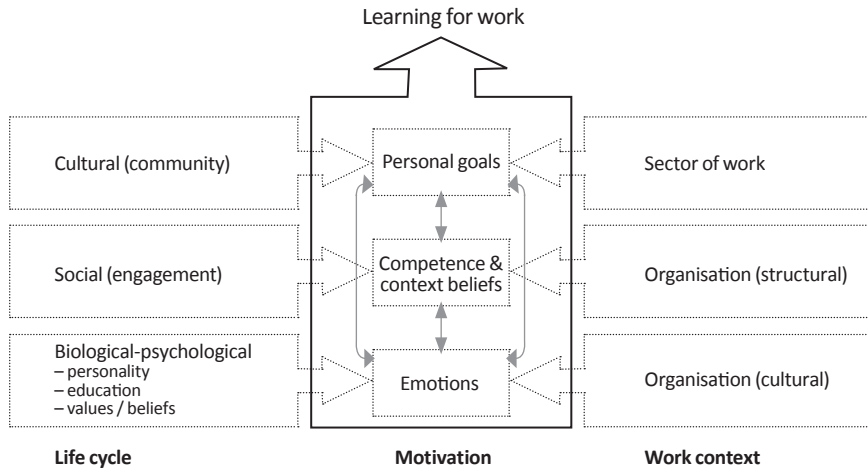 Learning for work
Cultural (community)
Personal goals
Sector of work
Social (engagement)
Competence &
context beliefs
Organisation (structural)
Biological-psychological
– personality
– education
– values / beliefs
Emotions
Organisation (cultural)
Life cycle
Motivation
Work context